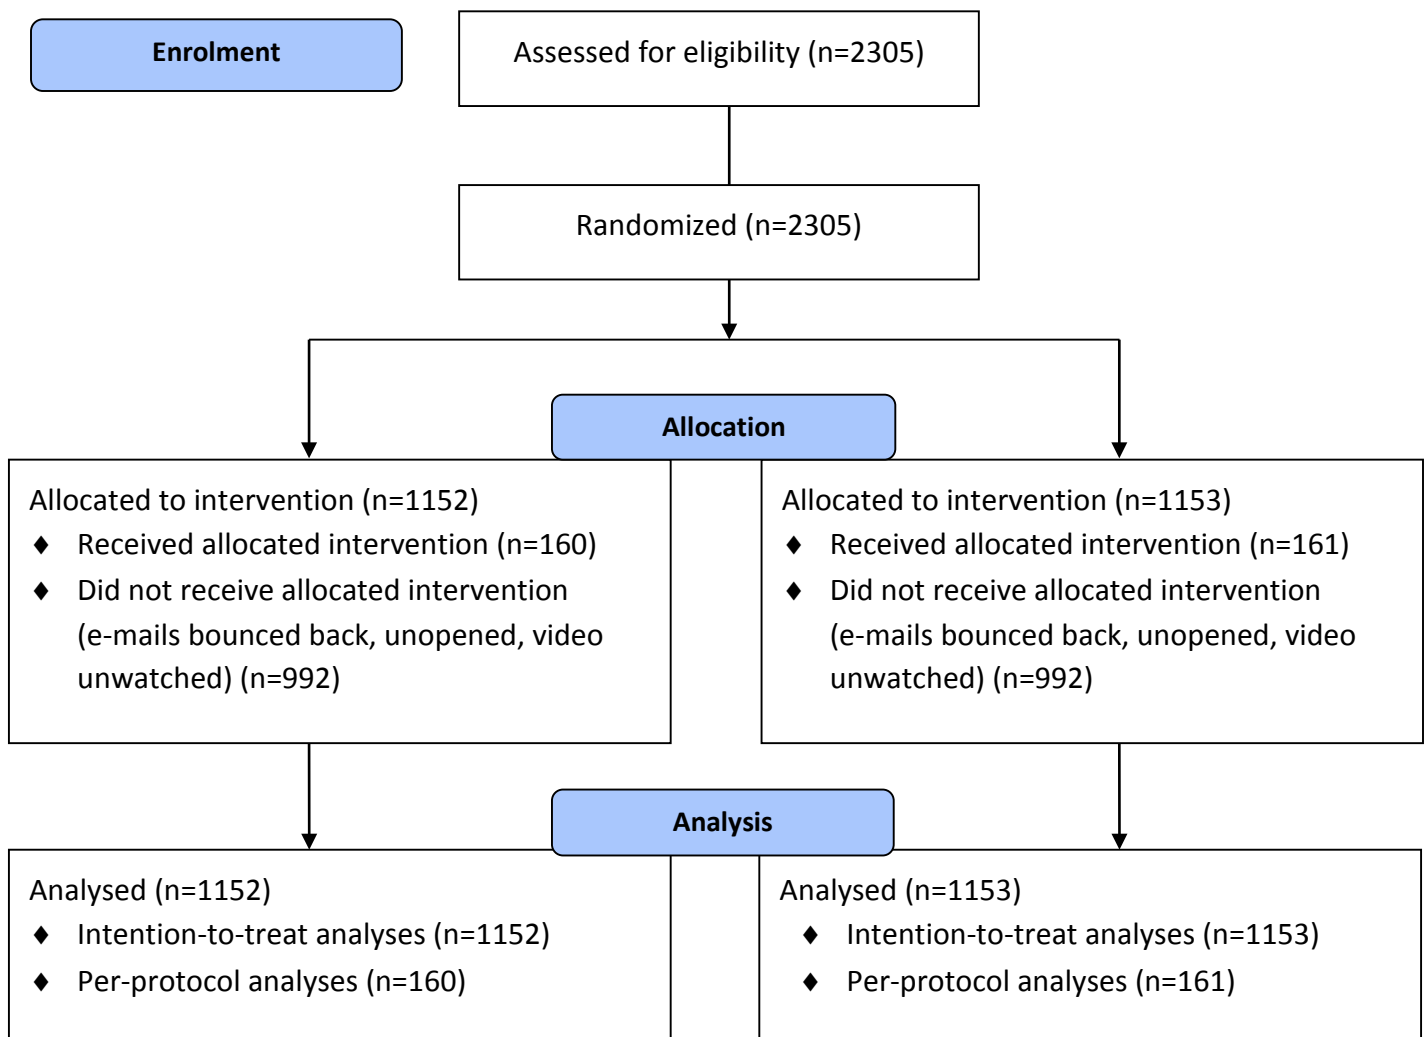 Enrolment
Assessed for eligibility (n=2305)
Randomized (n=2305)
Allocation
Allocated to intervention (n=1152)
♦ Received allocated intervention (n=160)
♦ Did not receive allocated intervention
(e-mails bounced back, unopened, video
unwatched) (n=992)
Allocated to intervention (n=1153)
♦ Received allocated intervention (n=161)
♦ Did not receive allocated intervention
(e-mails bounced back, unopened, video
unwatched) (n=992)
Analysis
Analysed (n=1152)
♦ Intention-to-treat analyses (n=1152)
♦ Per-protocol analyses (n=160)
Analysed (n=1153)
♦ Intention-to-treat analyses (n=1153)
♦ Per-protocol analyses (n=161)